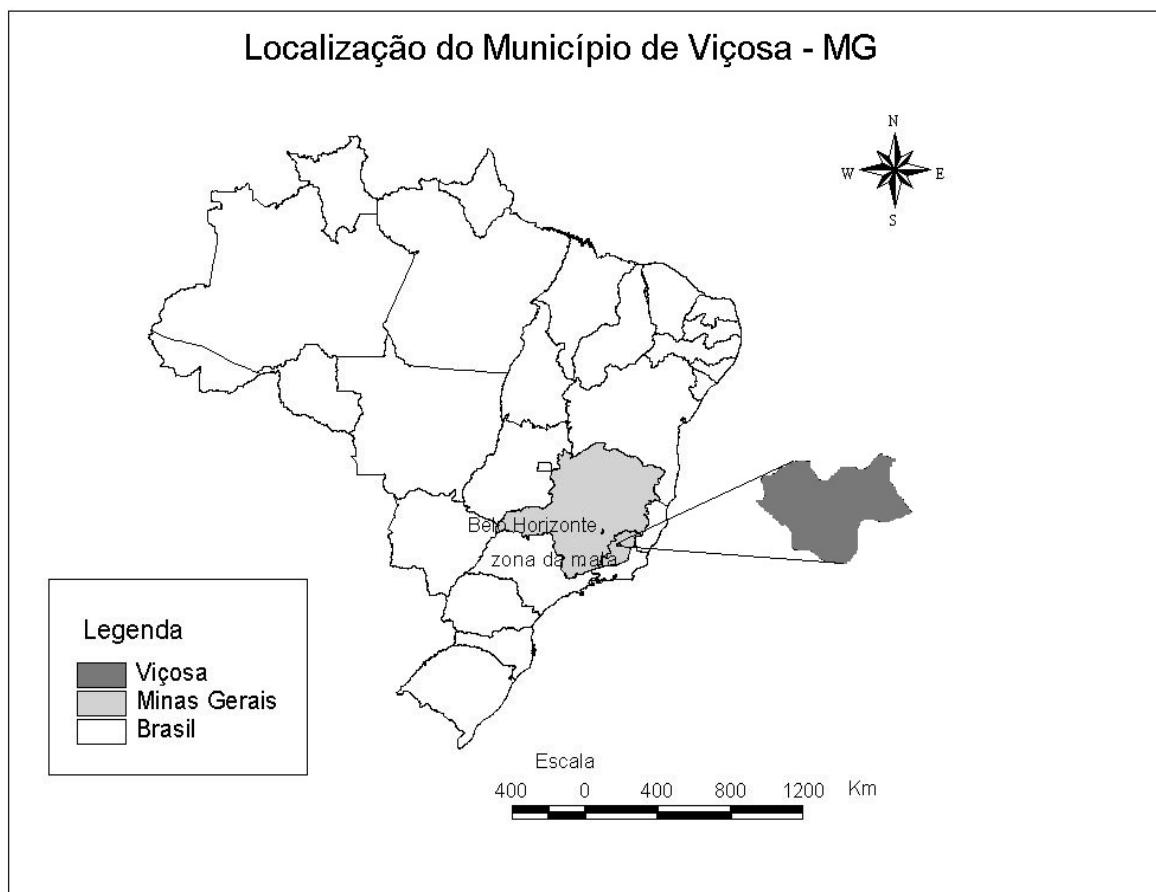 Localização do Município de Viçosa - MG
N
W E
S
Belo Horizonte
zona da mata
Legenda
Viçosa
Minas Gerais
Brasil
Escala
400 0 400 800 1200 Km